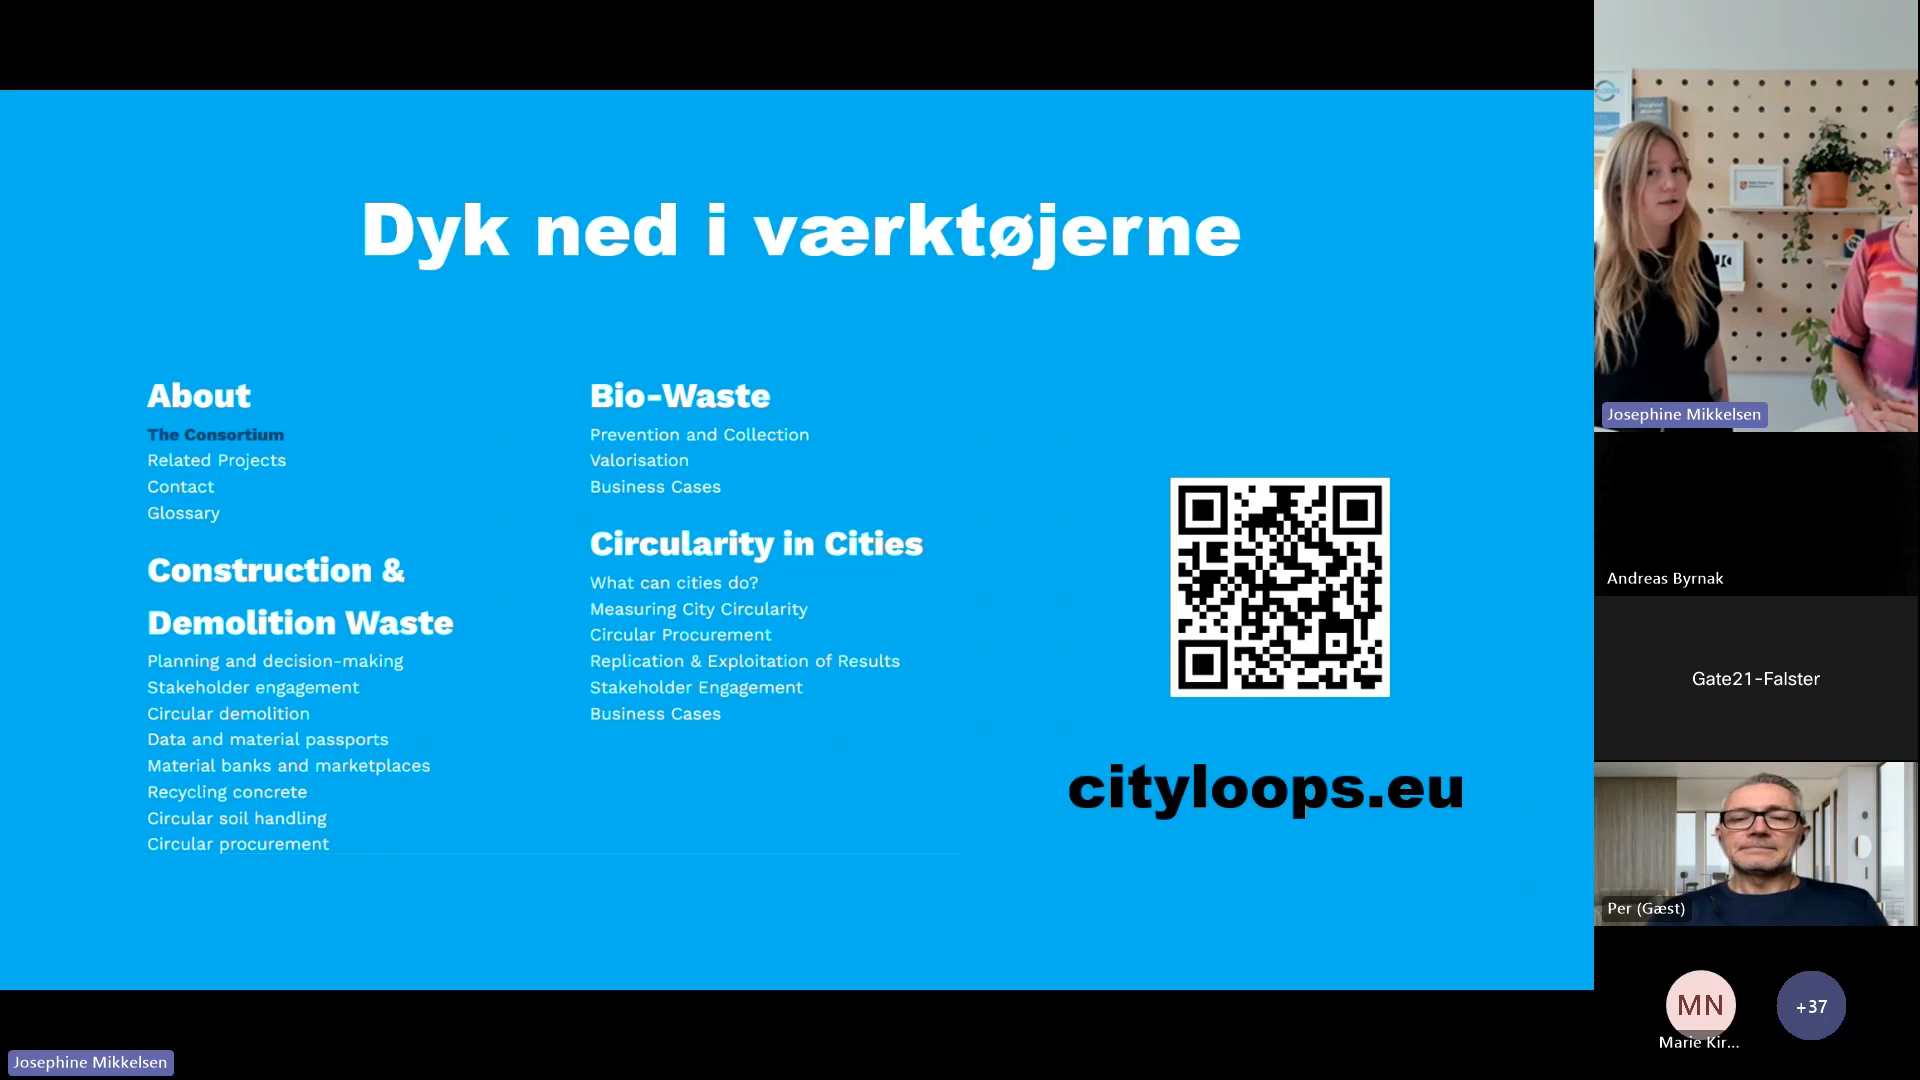 Dyk ned i værktøjerne
About
The Consortium
Related Projects
Contact
Glossary
Construction &
Demolition Waste
Planning and decision-making
Stakeholder engagement
Circular demolition
Data and material passports
Material banks and marketplaces
Recycling concrete
Circular soil handling
Circular procurement
Bio-Waste
Prevention and Collection
Valorisation
Business Cases
Circularity in Cities
What can cities do?
Measuring City Circularity
Circular Procurement
Replication & Exploitation of Results
Stakeholder Engagement
Business Cases
cityloops.eu
Josephine Mikkelsen
Andreas Byrnak
Gate21-Falster
Per (Gæst)
MN
Marie Kir...
+37
Josephine Mikkelsen